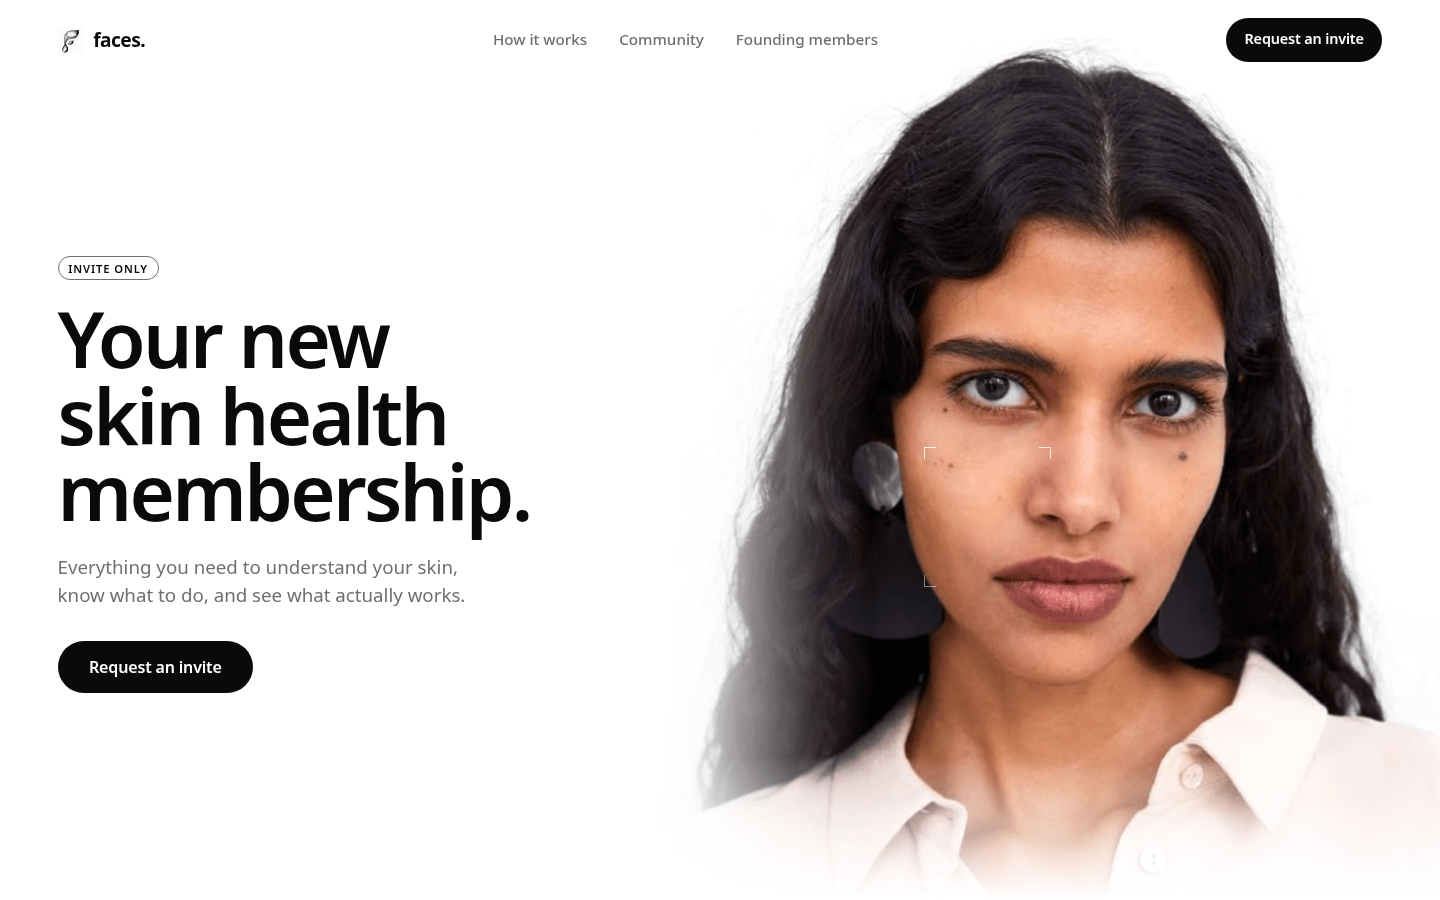 faces.
How it works
Community
Founding members
Request an invite
INVITE ONLY
Your new
skin health
membership.
Everything you need to understand your skin,
know what to do, and see what actually works.
Request an invite